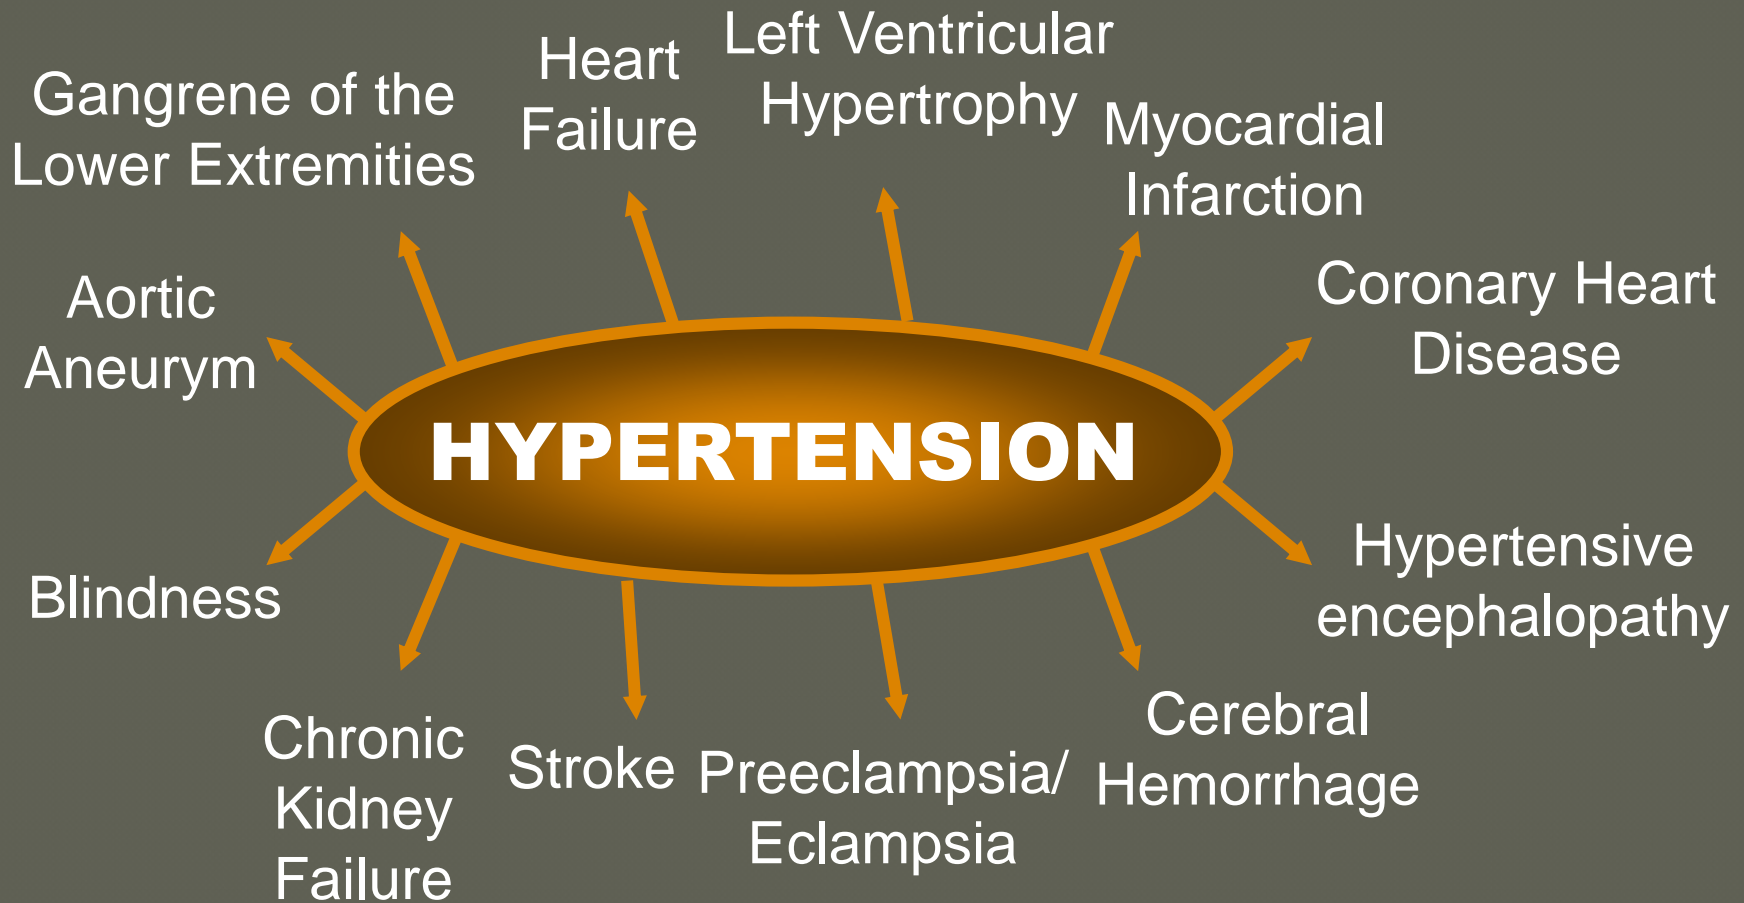 Left Ventricular
Hypertrophy
Heart
Failure
Gangrene of the
Lower Extremities
Myocardial
Infarction
Aortic
Aneurym
Coronary Heart
Disease
HYPERTENSION
Blindness
Hypertensive
encephalopathy
Chronic
Kidney
Failure
Stroke
Preeclampsia/
Eclampsia
Cerebral
Hemorrhage